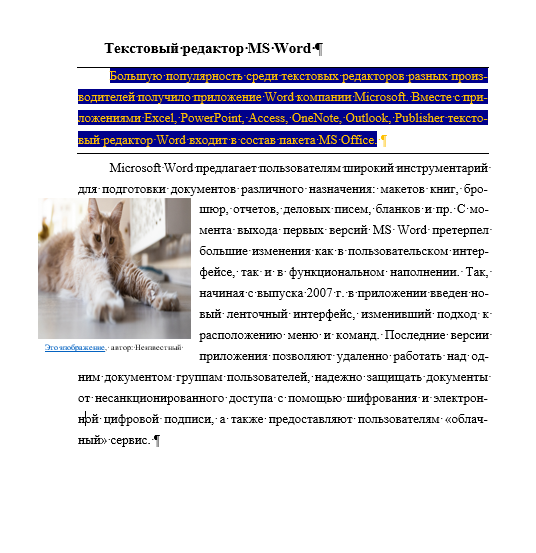 Текстовый редактор MS Word ¶
Большую популярность среди текстовых редакторов разных произ-
водителей получило приложение Word компании Microsoft. Вместе с при-
ложениями Excel, PowerPoint, Access, OneNote, Outlook, Publisher тексто-
вый редактор Word входит в состав пакета MS Office. ¶
Microsoft Word предлагает пользователям широкий инструментарий
для подготовки документов различного назначения: макетов книг, бро-
шюр, отчетов, деловых писем, бланков и пр. С мо-
мента выхода первых версий MS Word претерпел
большие изменения как в пользовательском интер-
фейсе, так и в функциональном наполнении. Так,
начиная с выпуска 2007 г. в приложении введен но-
вый ленточный интерфейс, изменивший подход к
расположению меню и команд. Последние версии
приложения позволяют удаленно работать над од-
ним документом группам пользователей, надежно защищать документы
от несанкционированного доступа с помощью шифрования и электрон-
ной цифровой подписи, а также предоставляют пользователям «облач-
ный» сервис. ¶
Это изображение, автор: Неизвестный